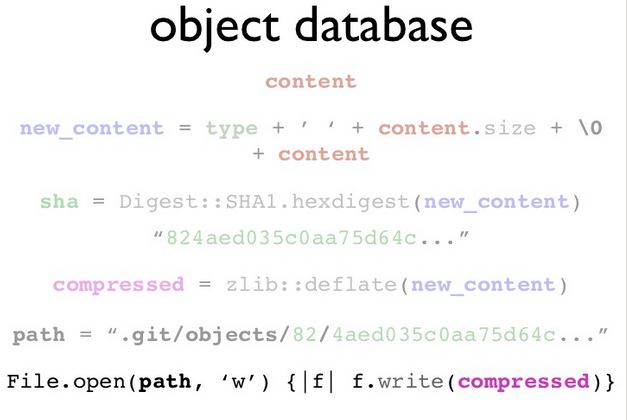 object database
content
new_content = type + ’ ‘ + content.size + \0
+ content
sha = Digest::SHA1.hexdigest(new_content)
“824aed035c0aa75d64c...”
compressed = zlib::deflate(new_content)
path = “.git/objects/82/4aed035c0aa75d64c...”
File.open(path, ‘w’) {|f| f.write(compressed)}